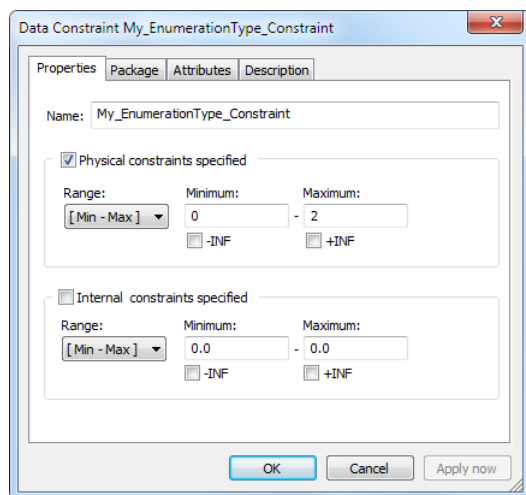 Data Constraint My_EnumerationType_Constraint
Properties Package Attributes Description
Name: My_EnumerationType_Constraint
Physical constraints specified
Range: Minimum: Maximum:
[ Min - Max ] 0 - 2
-INF +INF
Internal constraints specified
Range: Minimum: Maximum:
[ Min - Max ] 0.0 - 0.0
-INF +INF
OK Cancel Apply now